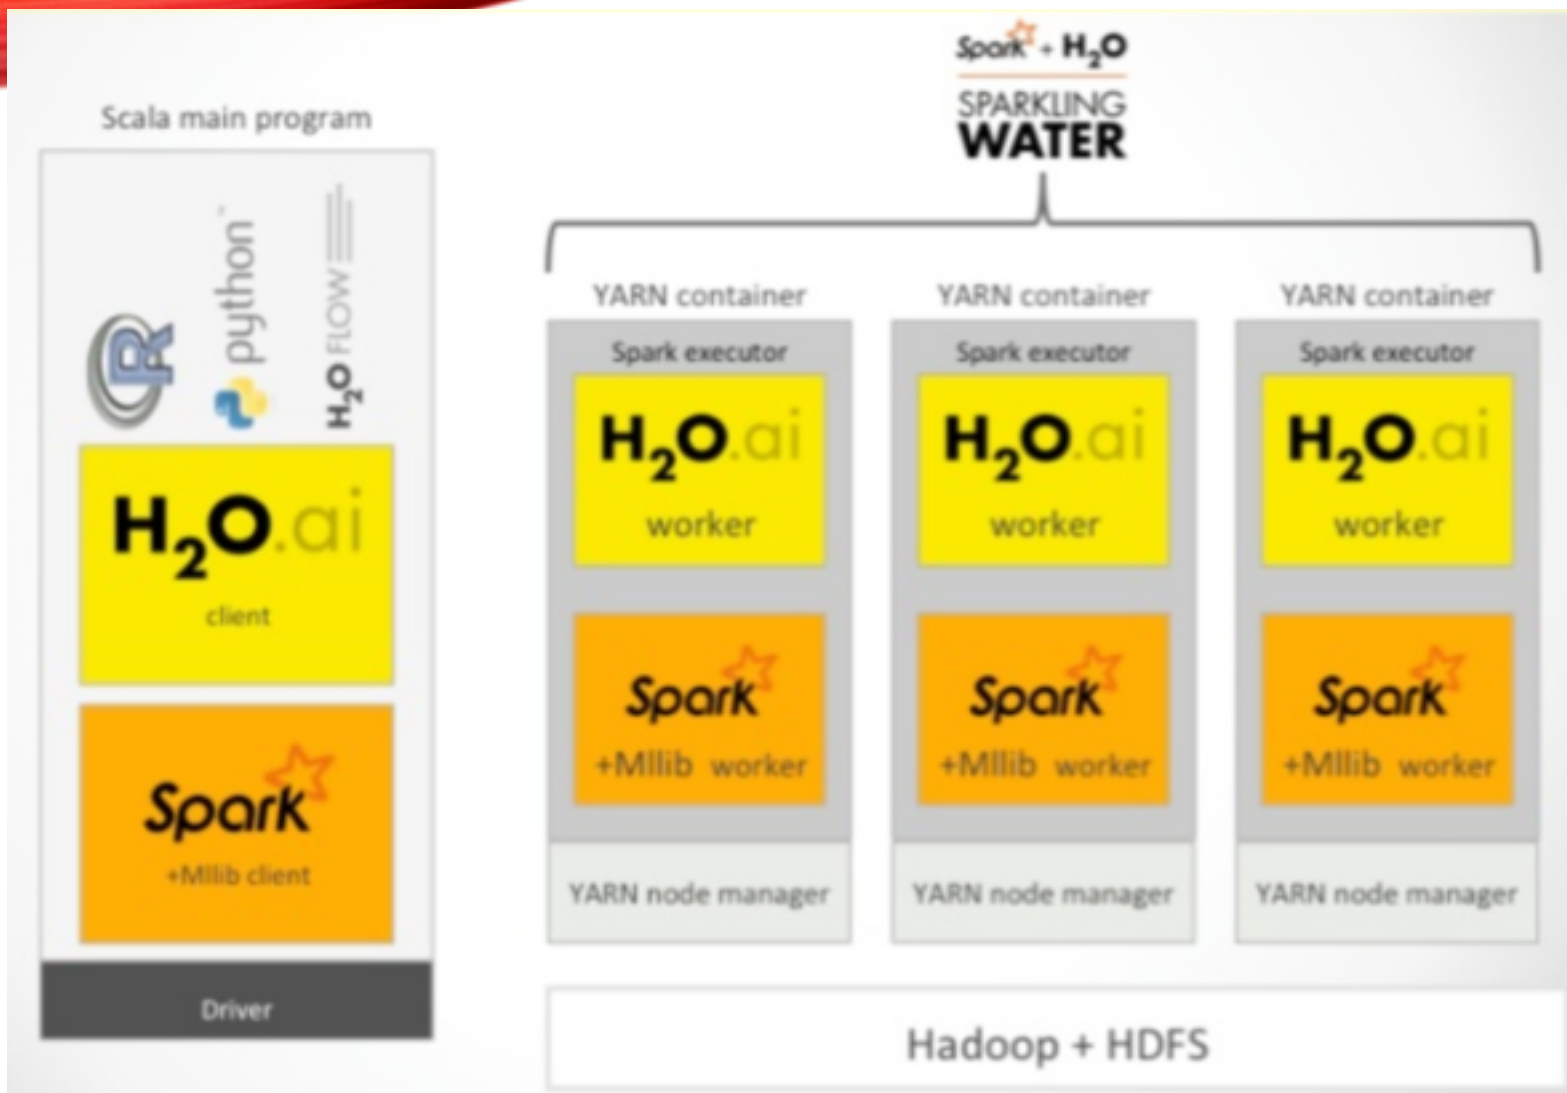 Spark + H2O
SPARKLING
WATER
Scala main program
R
python
H2O FLOW
H2O.ai
client
Spark
+Mllib client
Driver
YARN container
Spark executor
H2O.ai
worker
Spark
+Mllib worker
YARN node manager
YARN container
Spark executor
H2O.ai
worker
Spark
+Mllib worker
YARN node manager
YARN container
Spark executor
H2O.ai
worker
Spark
+Mllib worker
YARN node manager
Hadoop + HDFS